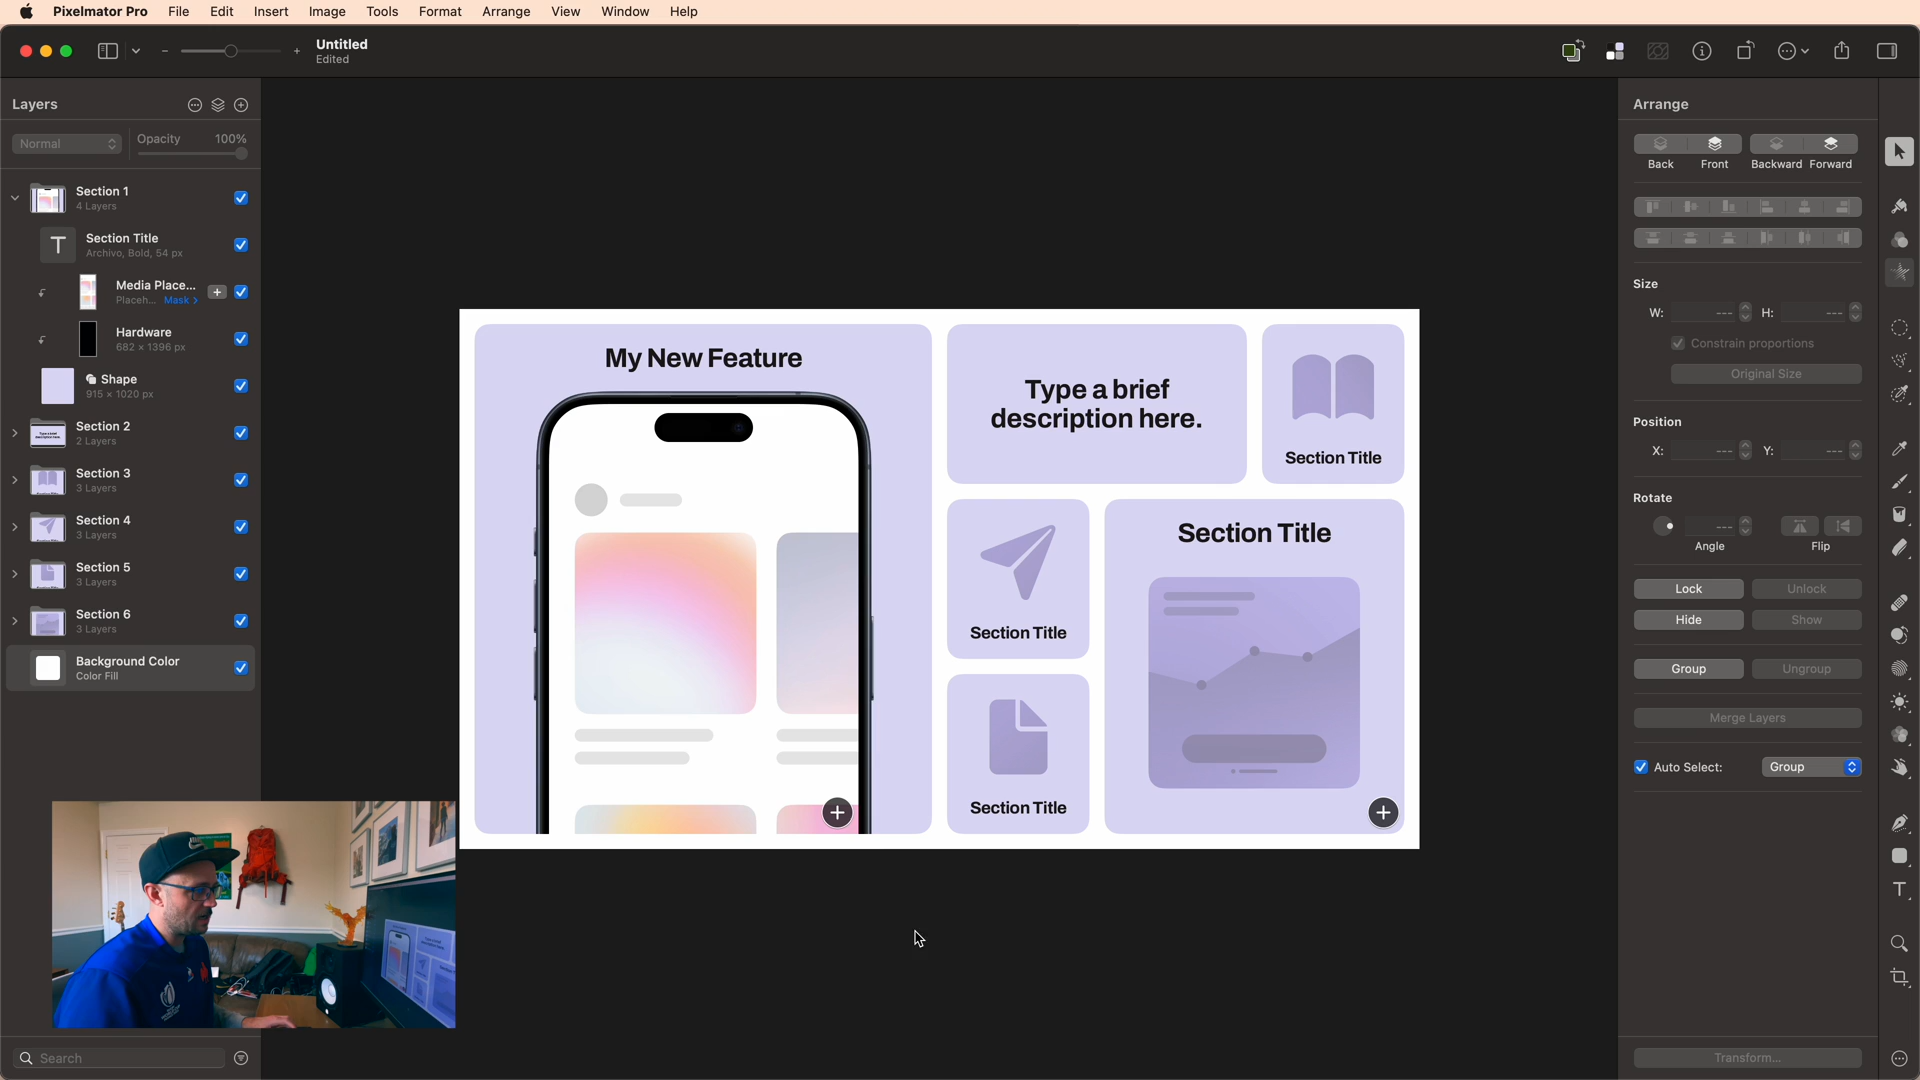 Pixelmator Pro File Edit Insert Image Tools Format Arrange View Window Help
Untitled
Edited
Layers
Normal
Opacity 100%
Section 1
4 Layers
Section Title
Archivo, Bold, 54 px
Media Place...
Placeh... Mask >
Hardware
682 × 1396 px
Shape
915 × 1020 px
Section 2
2 Layers
Section 3
3 Layers
Section 4
3 Layers
Section 5
3 Layers
Section 6
3 Layers
Background Color
Color Fill
Search
My New Feature
Type a brief
description here.
Section Title
Section Title
Section Title
Section Title
Arrange
Back Front Backward Forward
Size
W: --- H: ---
Constrain proportions
Original Size
Position
X: --- Y: ---
Rotate
---
Angle Flip
Lock Unlock
Hide Show
Group Ungroup
Merge Layers
Auto Select: Group
Transform...